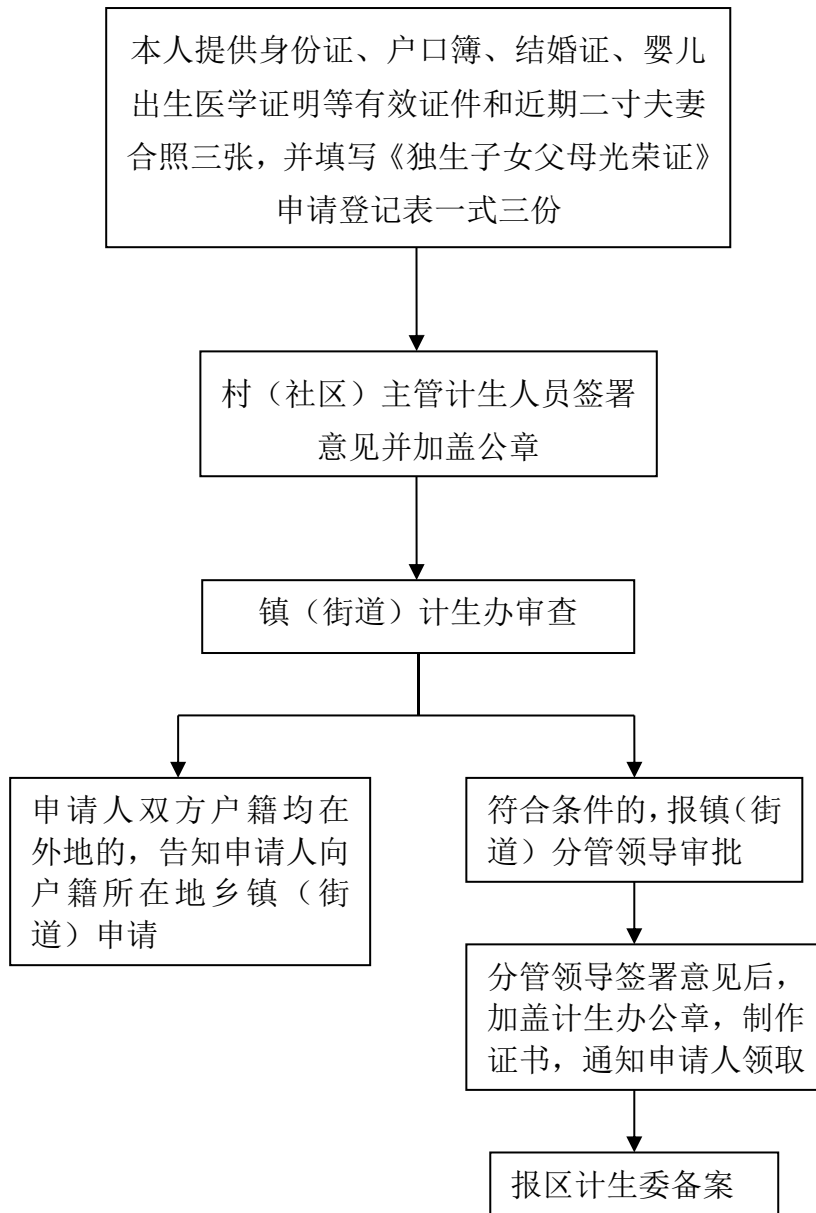 本人提供身份证、户口簿、结婚证、婴儿
出生医学证明等有效证件和近期二寸夫妻
合照三张，并填写《独生子女父母光荣证》
申请登记表一式三份
村（社区）主管计生人员签署
意见并加盖公章
镇（街道）计生办审查
申请人双方户籍均在
外地的，告知申请人向
户籍所在地乡镇（街
道）申请
符合条件的，报镇（街
道）分管领导审批
分管领导签署意见后，
加盖计生办公章，制作
证书，通知申请人领取
报区计生委备案